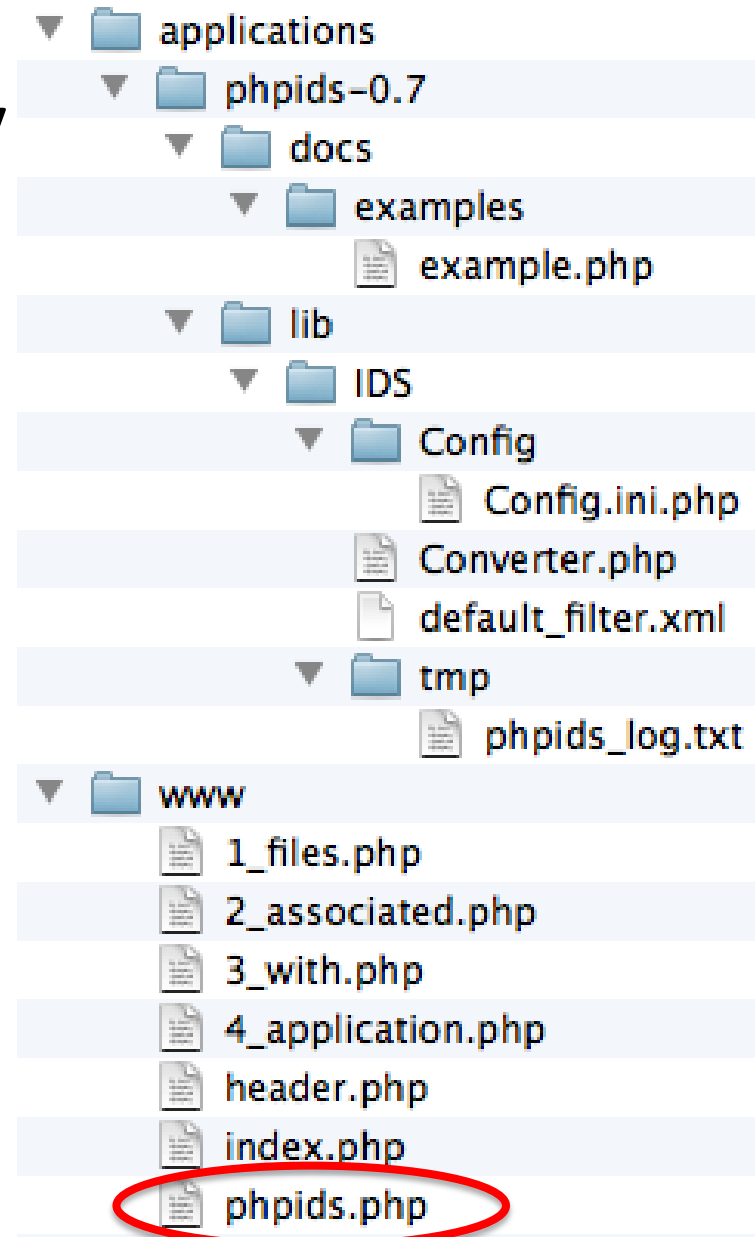 applications
phpids-0.7
docs
examples
example.php
lib
IDS
Config
Config.ini.php
Converter.php
default_filter.xml
tmp
phpids_log.txt
www
1_files.php
2_associated.php
3_with.php
4_application.php
header.php
index.php
phpids.php